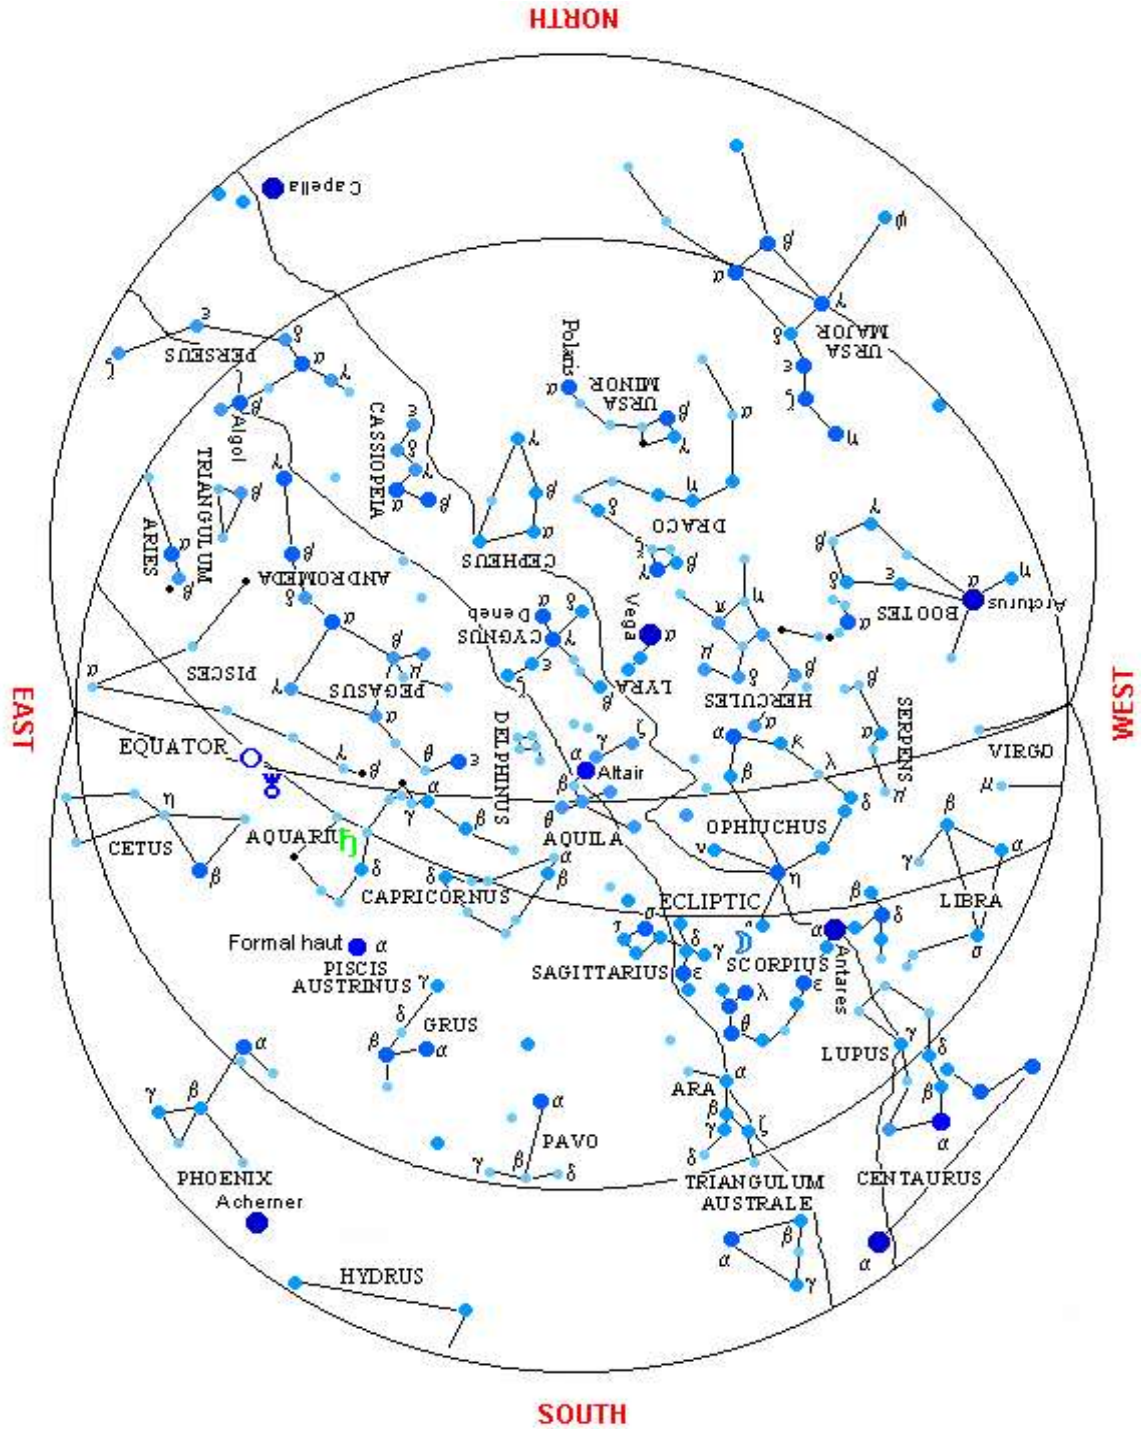 NORTH
Capella
φ
β
α
γ
URSA
MAJOR
δ
ε
ζ
η
ε
δ
PERSEUS
ζ
α
γ
β
Algol
Polaris
α
URSA
MINOR
β
γ
CASSIOPEIA
ε
δ
γ
α
β
γ
β
α
CEPHEUS
α
η
DRACO
δ
ξ
β
γ
TRIANGULUM
β
ARIES
α
β
γ
β
ANDROMEDA
δ
α
γ
β
δ
ε
BOOTES
α
η
Arcturus
PISCES
α
γ
β
β
μ
PEGASUS
γ
α
θ
ε
α
Deneb
δ
CYGNUS
γ
ε
ζ
β
Vega
α
LYRA
π
η
μ
δ
β
HERCULES
α
α
β
SERPENS
α
μ
EAST
WEST
EQUATOR
DELPHINUS
γ
ζ
α
Altair
β
θ
AQUILA
α
κ
β
λ
δ
OPHIUCHUS
ν
η
VIRGO
μ
β
γ
α
LIBRA
σ
η
CETUS
β
AQUARIU
♄
γ
α
β
δ
α
δ
β
CAPRICORNUS
ECLIPTIC
β
δ
α
Antares
SCORPIUS
ε
λ
θ
σ
τ
δ
γ
SAGITTARIUS
ε
Formal haut
α
PISCIS
AUSTRINUS
γ
δ
GRUS
β
α
γ
LUPUS
δ
β
α
ARA
α
β
γ
ζ
δ
α
γ
β
PHOENIX
Acherner
α
PAVO
γ
β
δ
TRIANGULUM
AUSTRALE
β
α
γ
CENTAURUS
α
HYDRUS
SOUTH